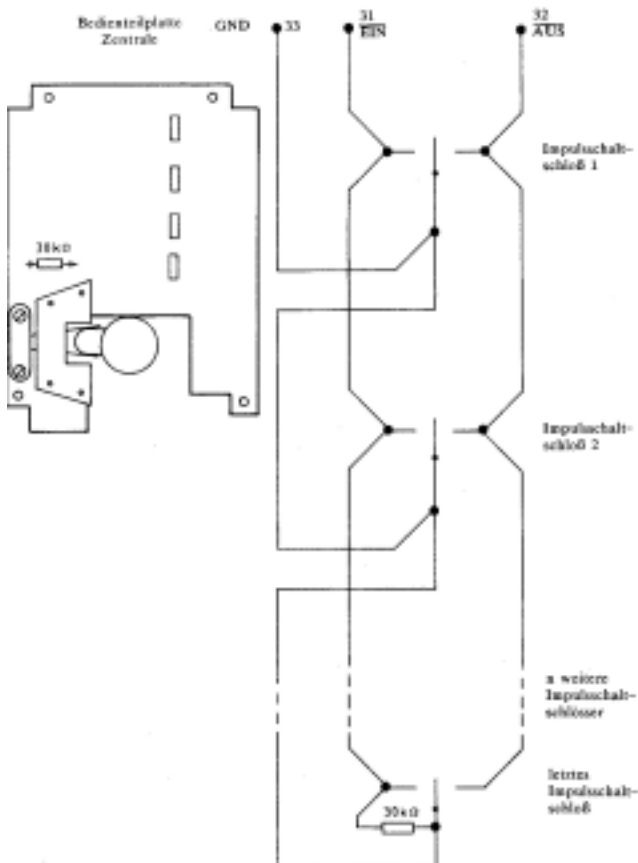 Bedienteilplatte
Zentrale
GND
33
31
EIN
32
AUS
Impulsschalt-
schloß 1
30kΩ
Impulsschalt-
schloß 2
n weitere
Impulsschalt-
schlösser
letztes
Impulsschalt-
schloß
30kΩ